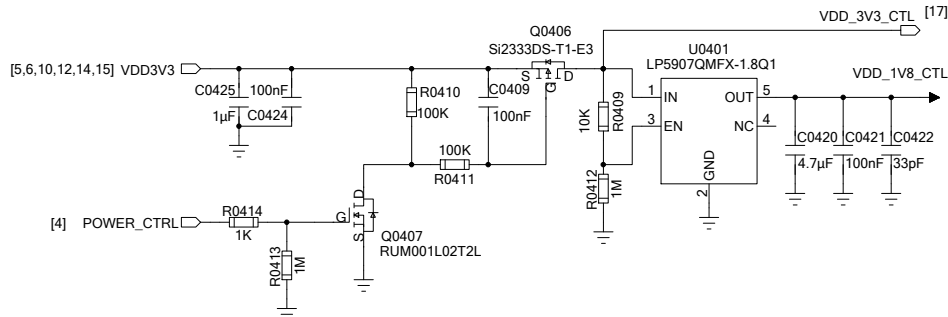 [17]
VDD_3V3_CTL
Q0406
Si2333DS-T1-E3
U0401
LP5907QMFX-1.8Q1
VDD_1V8_CTL
[5,6,10,12,14,15] VDD3V3
S D
G
C0425
1µF
100nF
C0424
R0410
100K
C0409
100nF
10K
R0409
1 IN OUT 5
3 EN NC 4
GND
2
C0420
4.7µF
C0421
100nF
C0422
33pF
100K
R0411
R0412
1M
[4] POWER_CTRL
R0414
1K
D
G
S
Q0407
RUM001L02T2L
R0413
1M